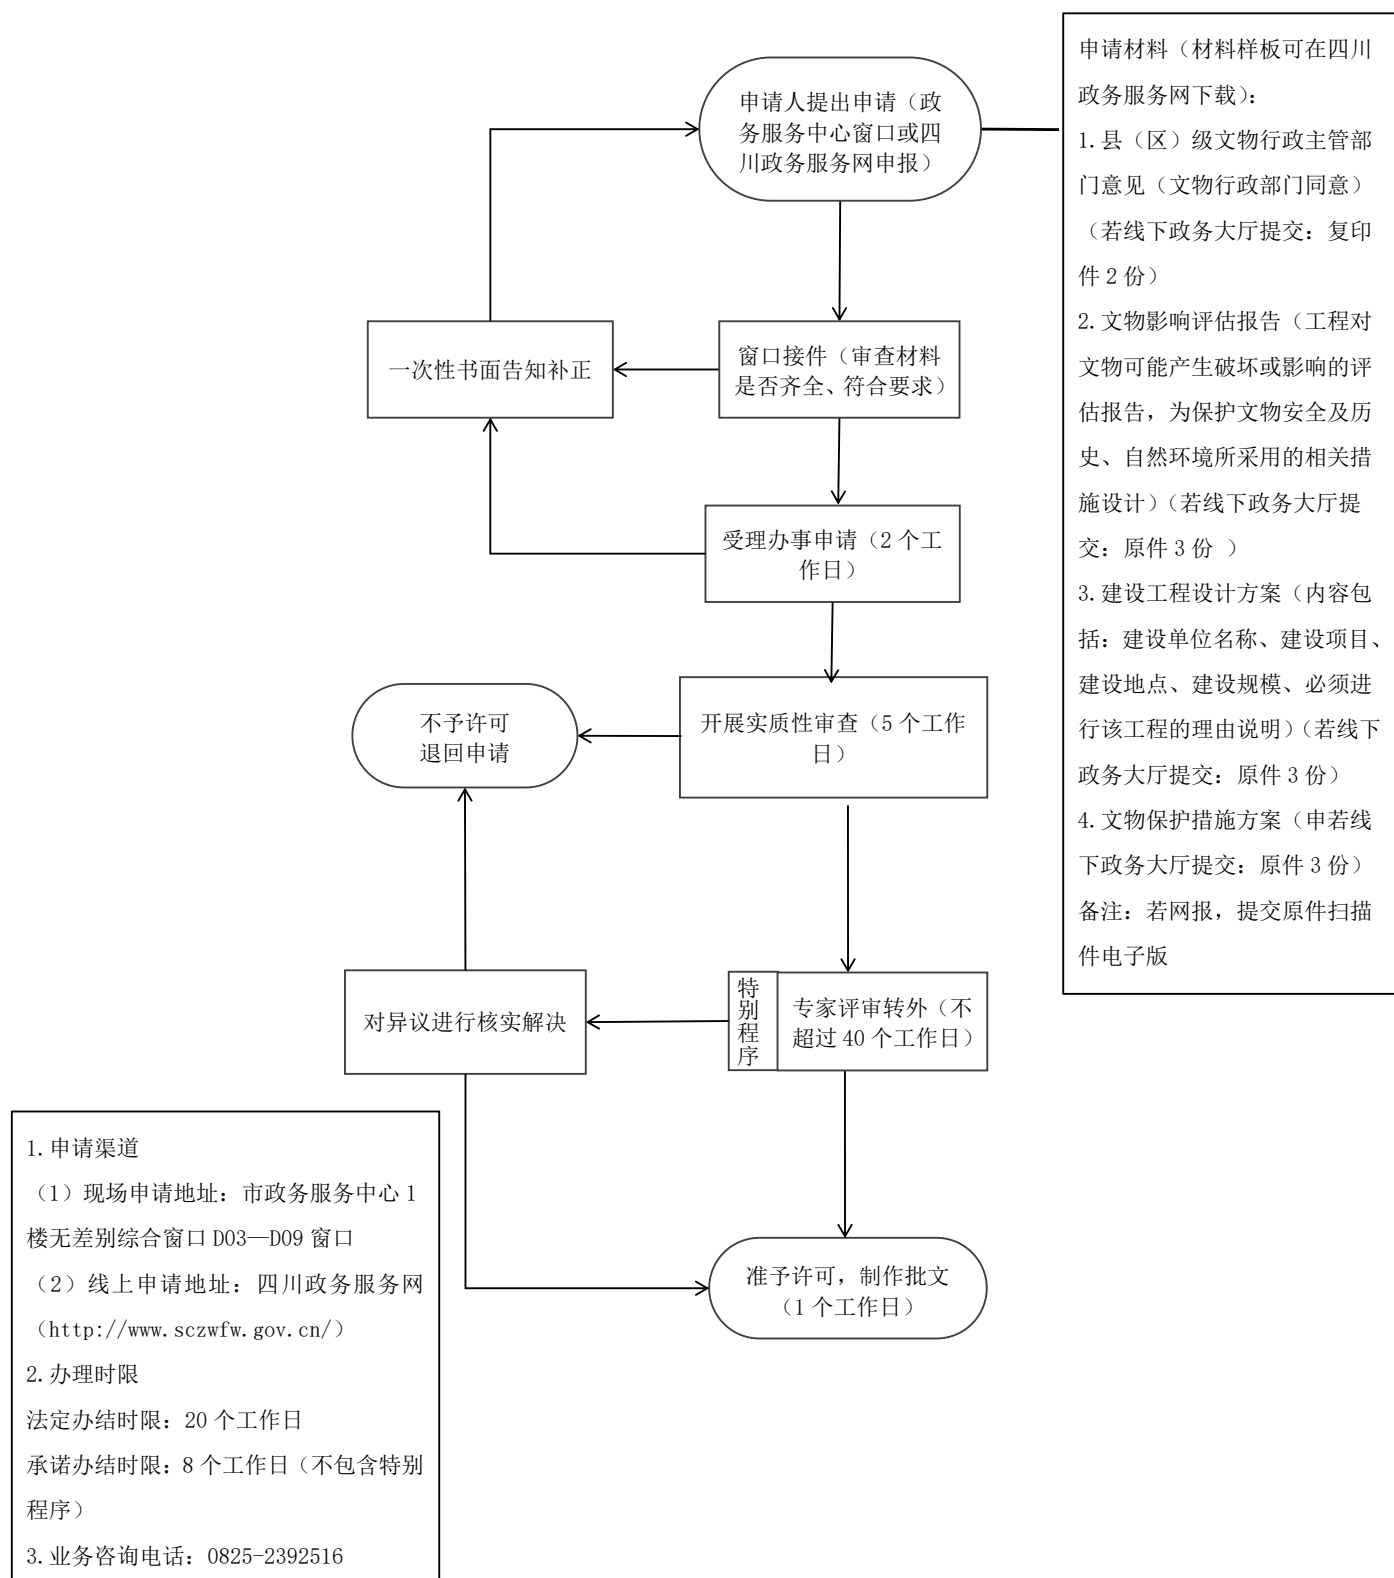 申请人提出申请（政
务服务中心窗口或四
川政务服务网申报）
申请材料（材料样板可在四川
政务服务网下载）：
1.县（区）级文物行政主管部
门意见（文物行政部门同意）
（若线下政务大厅提交：复印
件 2 份）
2.文物影响评估报告（工程对
文物可能产生破坏或影响的评
估报告，为保护文物安全及历
史、自然环境所采用的相关措
施设计）（若线下政务大厅提
交：原件 3 份 ）
3.建设工程设计方案（内容包
括：建设单位名称、建设项目、
建设地点、建设规模、必须进
行该工程的理由说明）（若线下
政务大厅提交：原件 3 份）
4.文物保护措施方案（申若线
下政务大厅提交：原件 3 份）
备注：若网报，提交原件扫描
件电子版
一次性书面告知补正
窗口接件（审查材料
是否齐全、符合要求）
受理办事申请（2 个工
作日）
不予许可
退回申请
开展实质性审查（5 个工作
日）
对异议进行核实解决
特别程序
专家评审转外（不
超过 40 个工作日）
准予许可，制作批文
（1 个工作日）
1.申请渠道
（1）现场申请地址：市政务服务中心 1
楼无差别综合窗口 D03—D09 窗口
（2）线上申请地址：四川政务服务网
（http://www.sczwfw.gov.cn/）
2.办理时限
法定办结时限：20 个工作日
承诺办结时限：8 个工作日（不包含特别
程序）
3.业务咨询电话：0825-2392516